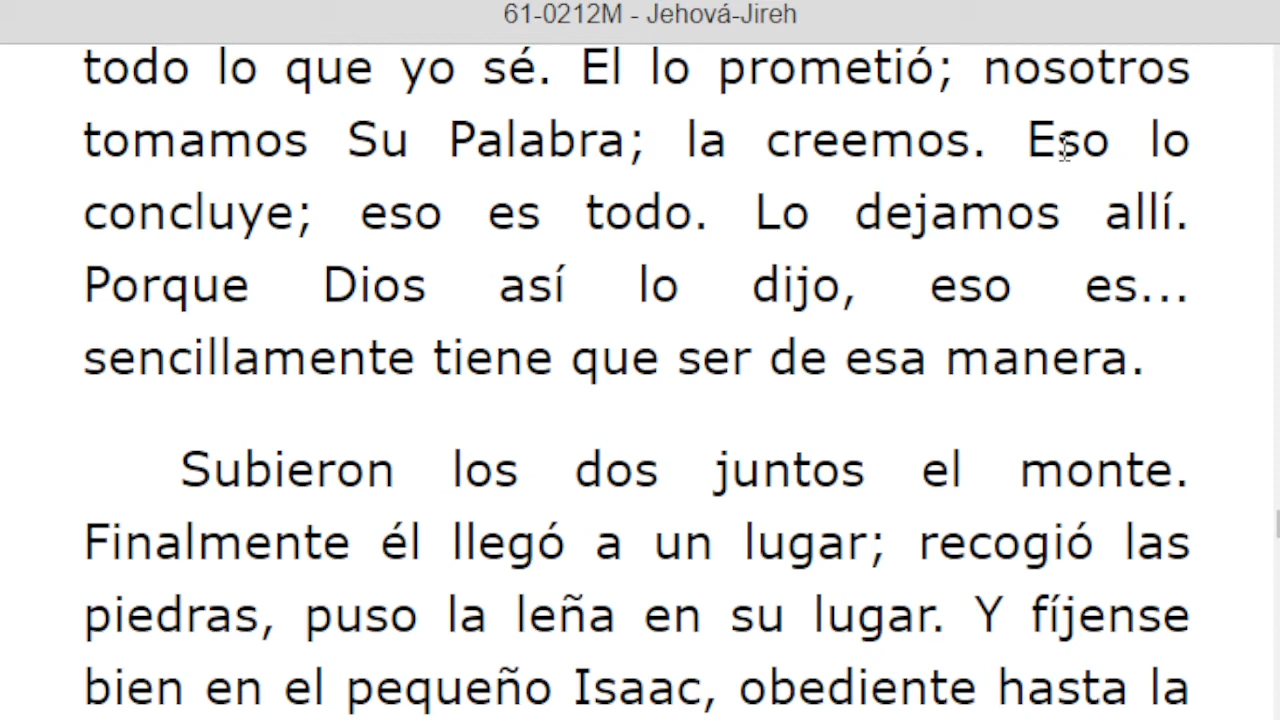 61-0212M - Jehová-Jireh
todo lo que yo sé. El lo prometió; nosotros
tomamos Su Palabra; la creemos. Eso lo
concluye; eso es todo. Lo dejamos allí.
Porque Dios así lo dijo, eso es...
sencillamente tiene que ser de esa manera.
Subieron los dos juntos el monte.
Finalmente él llegó a un lugar; recogió las
piedras, puso la leña en su lugar. Y fíjense
bien en el pequeño Isaac, obediente hasta la